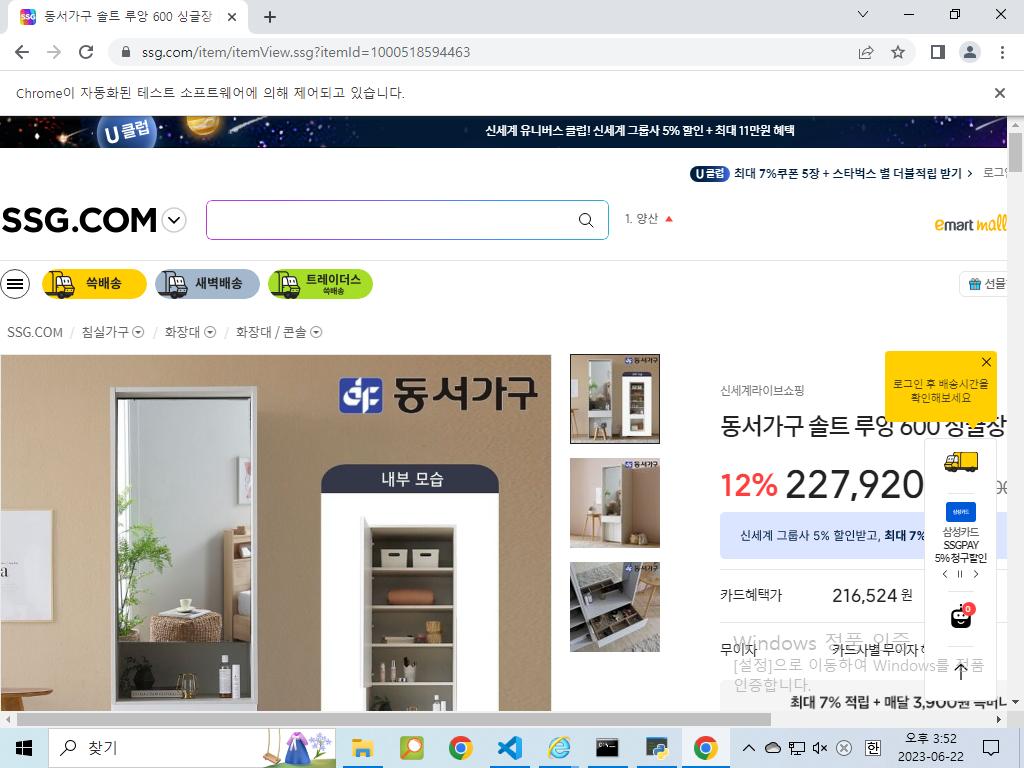 동서가구 솔트 루앙 600 싱글장
ssg.com/item/itemView.ssg?itemId=1000518594463
Chrome이 자동화된 테스트 소프트웨어에 의해 제어되고 있습니다.
U클럽
신세계 유니버스 클럽! 신세계 그룹사 5% 할인 + 최대 11만원 혜택
U클럽 최대 7%쿠폰 5장 + 스타벅스 별 더블적립 받기 >
SSG.COM
1. 양산
emart mall
쓱배송
새벽배송
트레이더스
쓱배송
선물
SSG.COM / 침실가구 / 화장대 / 화장대 / 콘솔
동서가구
내부 모습
신세계라이브쇼핑
동서가구 솔트 루앙 600 싱글장
12% 227,920
신세계 그룹사 5% 할인받고, 최대 7%
카드혜택가 216,524 원
무이자 카드사별 무이자
최대 7% 적립 + 매달 3,900원
로그인 후 배송시간을
확인해보세요
삼성카드
삼성카드
SSGPAY
5% 청구할인
0
Windows 정품 인증
[설정]으로 이동하여 Windows를 정품
인증합니다.
찾기
한
오후 3:52
2023-06-22